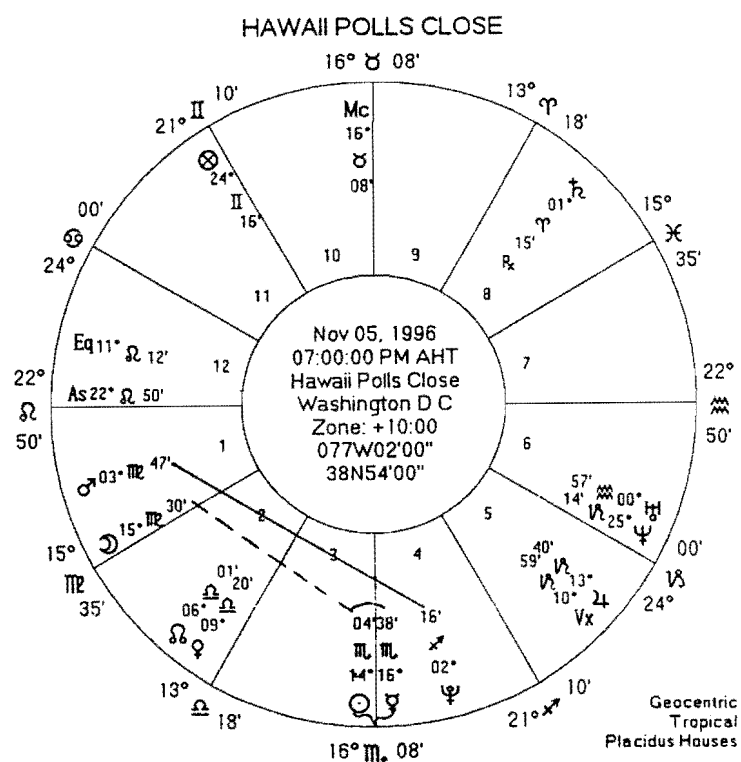 HAWAII POLLS CLOSE
16° ♉ 08'
21° ♊ 10'
13° ♈ 18'
Mc
16°
♉
08'
⊗ 24° ♊ 16'
♄ 01° ♈ 15' ℞
00' ♋ 24°
15° ♓ 35'
10
9
11
8
12
7
Nov 05, 1996
07:00:00 PM AHT
Hawaii Polls Close
Washington D C
Zone: +10:00
077W02'00"
38N54'00"
Eq 11° ♌ 12'
As 22° ♌ 50'
22° ♌ 50'
22° ♒ 50'
1
6
2
5
3
4
♂ 03° ♍ 47'
☽ 15° ♍ 30'
57' ♒ 00° ♅
14' ♑ 25° ♆
15° ♍ 35'
00' ♑ 24°
01' ♎ 06° ☊
20' ♎ 09° ♀
40' ♑ 13° ♃
59' ♑ 10° Vx
04' ♏ 14° ☉
38' ♏ 16° ☿
16' ♐ 02° ♇
13° ♎ 18'
21° ♐ 10'
16° ♏ 08'
Geocentric
Tropical
Placidus Houses